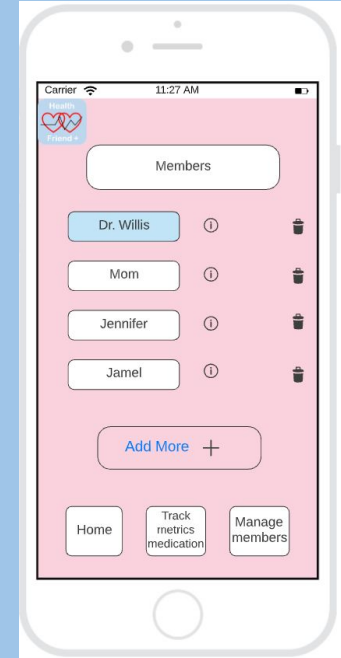 Carrier 11:27 AM
Health
Friend +
Members
Dr. Willis
Mom
Jennifer
Jamel
Add More +
Home
Track
metrics
medication
Manage
members